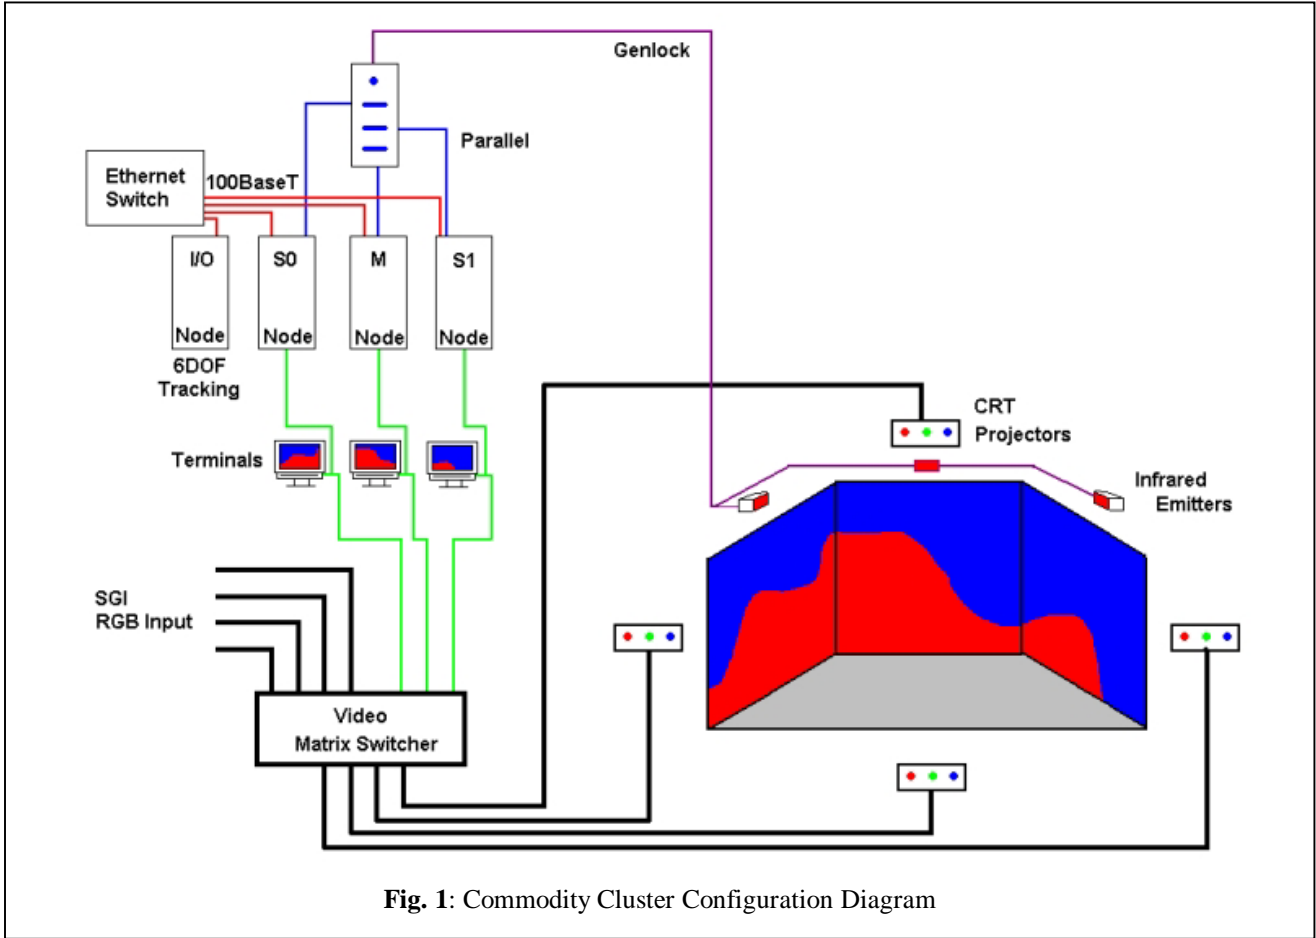 Genlock
Parallel
Ethernet
Switch
100BaseT
I/O
Node
S0
Node
M
Node
S1
Node
6DOF
Tracking
Terminals
CRT
Projectors
Infrared
Emitters
SGI
RGB Input
Video
Matrix Switcher
Fig. 1: Commodity Cluster Configuration Diagram